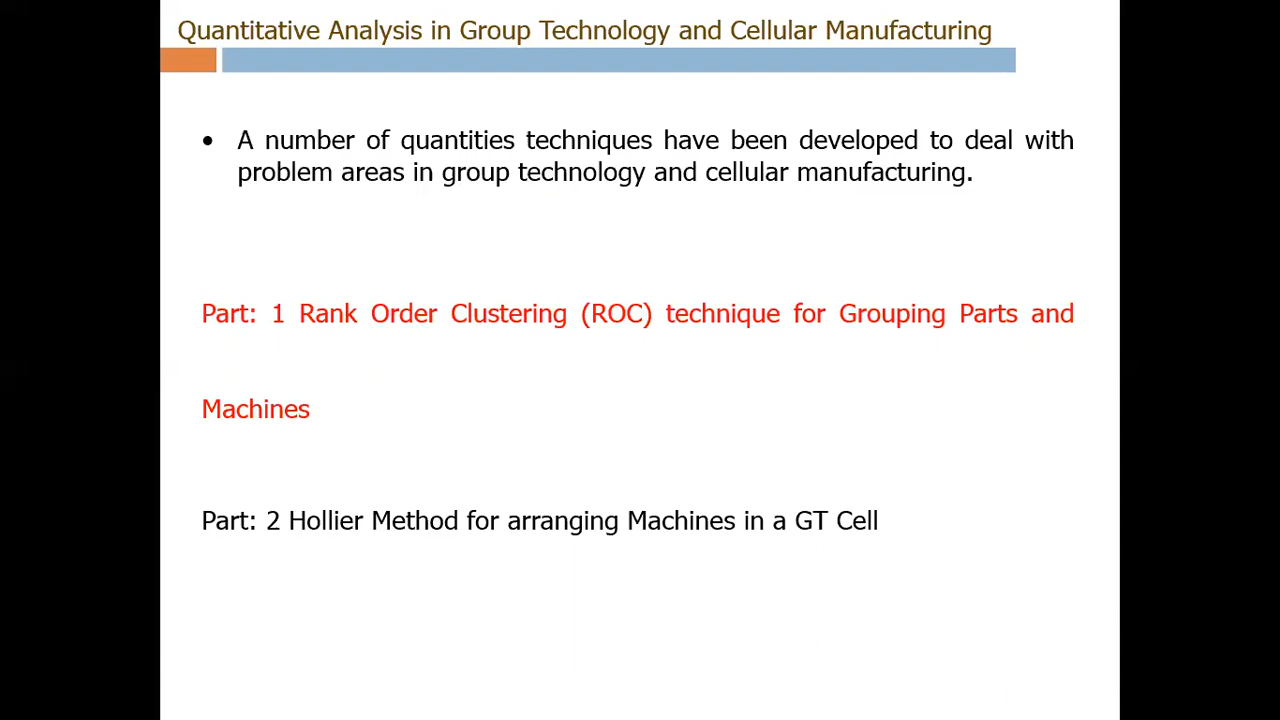 Quantitative Analysis in Group Technology and Cellular Manufacturing
• A number of quantities techniques have been developed to deal with
problem areas in group technology and cellular manufacturing.
Part: 1 Rank Order Clustering (ROC) technique for Grouping Parts and
Machines
Part: 2 Hollier Method for arranging Machines in a GT Cell